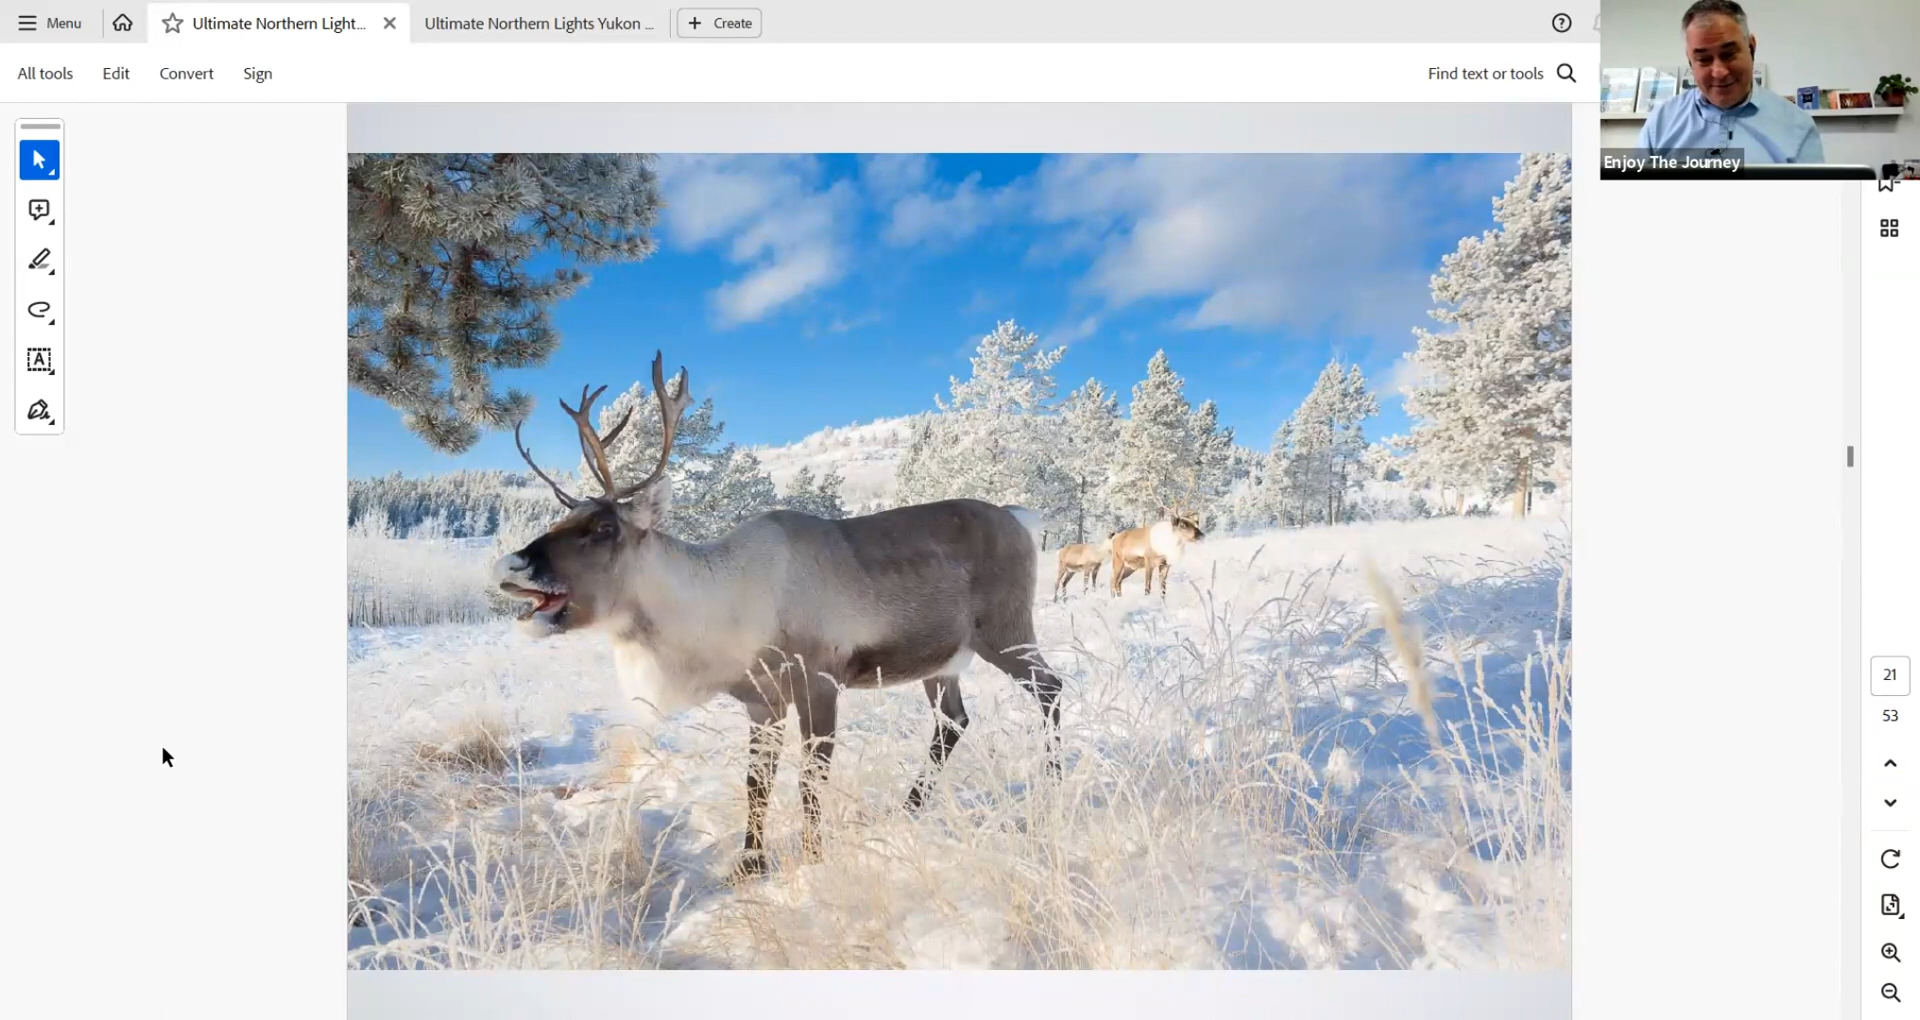 Menu
Ultimate Northern Light...
Ultimate Northern Lights Yukon ...
Create
All tools
Edit
Convert
Sign
Find text or tools
Enjoy The Journey
21
53